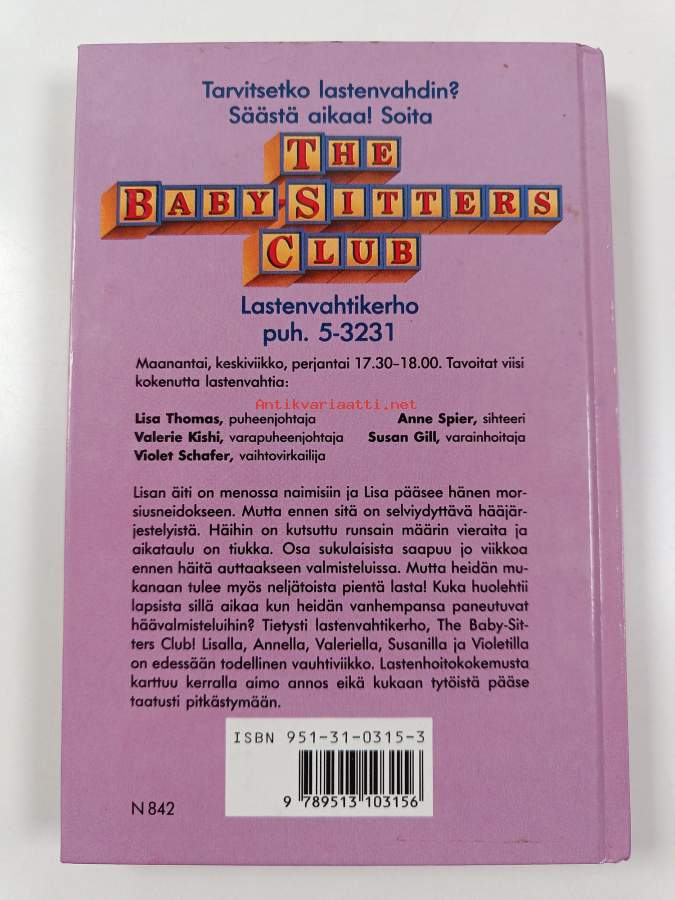 Tarvitsetko lastenvahdin?
Säästä aikaa! Soita
THE
BABY-SITTERS
CLUB
Lastenvahtikerho
puh. 5-3231
Maanantai, keskiviikko, perjantai 17.30–18.00. Tavoitat viisi
kokenutta lastenvahtia:
Antikvariaatti.net
Lisa Thomas, puheenjohtaja Anne Spier, sihteeri
Valerie Kishi, varapuheenjohtaja Susan Gill, varainhoitaja
Violet Schafer, vaihtovirkailija
Lisan äiti on menossa naimisiin ja Lisa pääsee hänen mor-
siusneidokseen. Mutta ennen sitä on selviydyttävä hääjär-
jestelyistä. Häihin on kutsuttu runsain määrin vieraita ja
aikataulu on tiukka. Osa sukulaisista saapuu jo viikkoa
ennen häitä auttaakseen valmisteluissa. Mutta heidän mu-
kanaan tulee myös neljätoista pientä lasta! Kuka huolehtii
lapsista sillä aikaa kun heidän vanhempansa paneutuvat
häävalmisteluihin? Tietysti lastenvahtikerho, The Baby-Sit-
ters Club! Lisalla, Annella, Valeriella, Susanilla ja Violetilla
on edessään todellinen vauhtiviikko. Lastenhoitokokemusta
karttuu kerralla aimo annos eikä kukaan tytöistä pääse
taatusti pitkästymään.
ISBN 951-31-0315-3
9 789513 103156
N 842